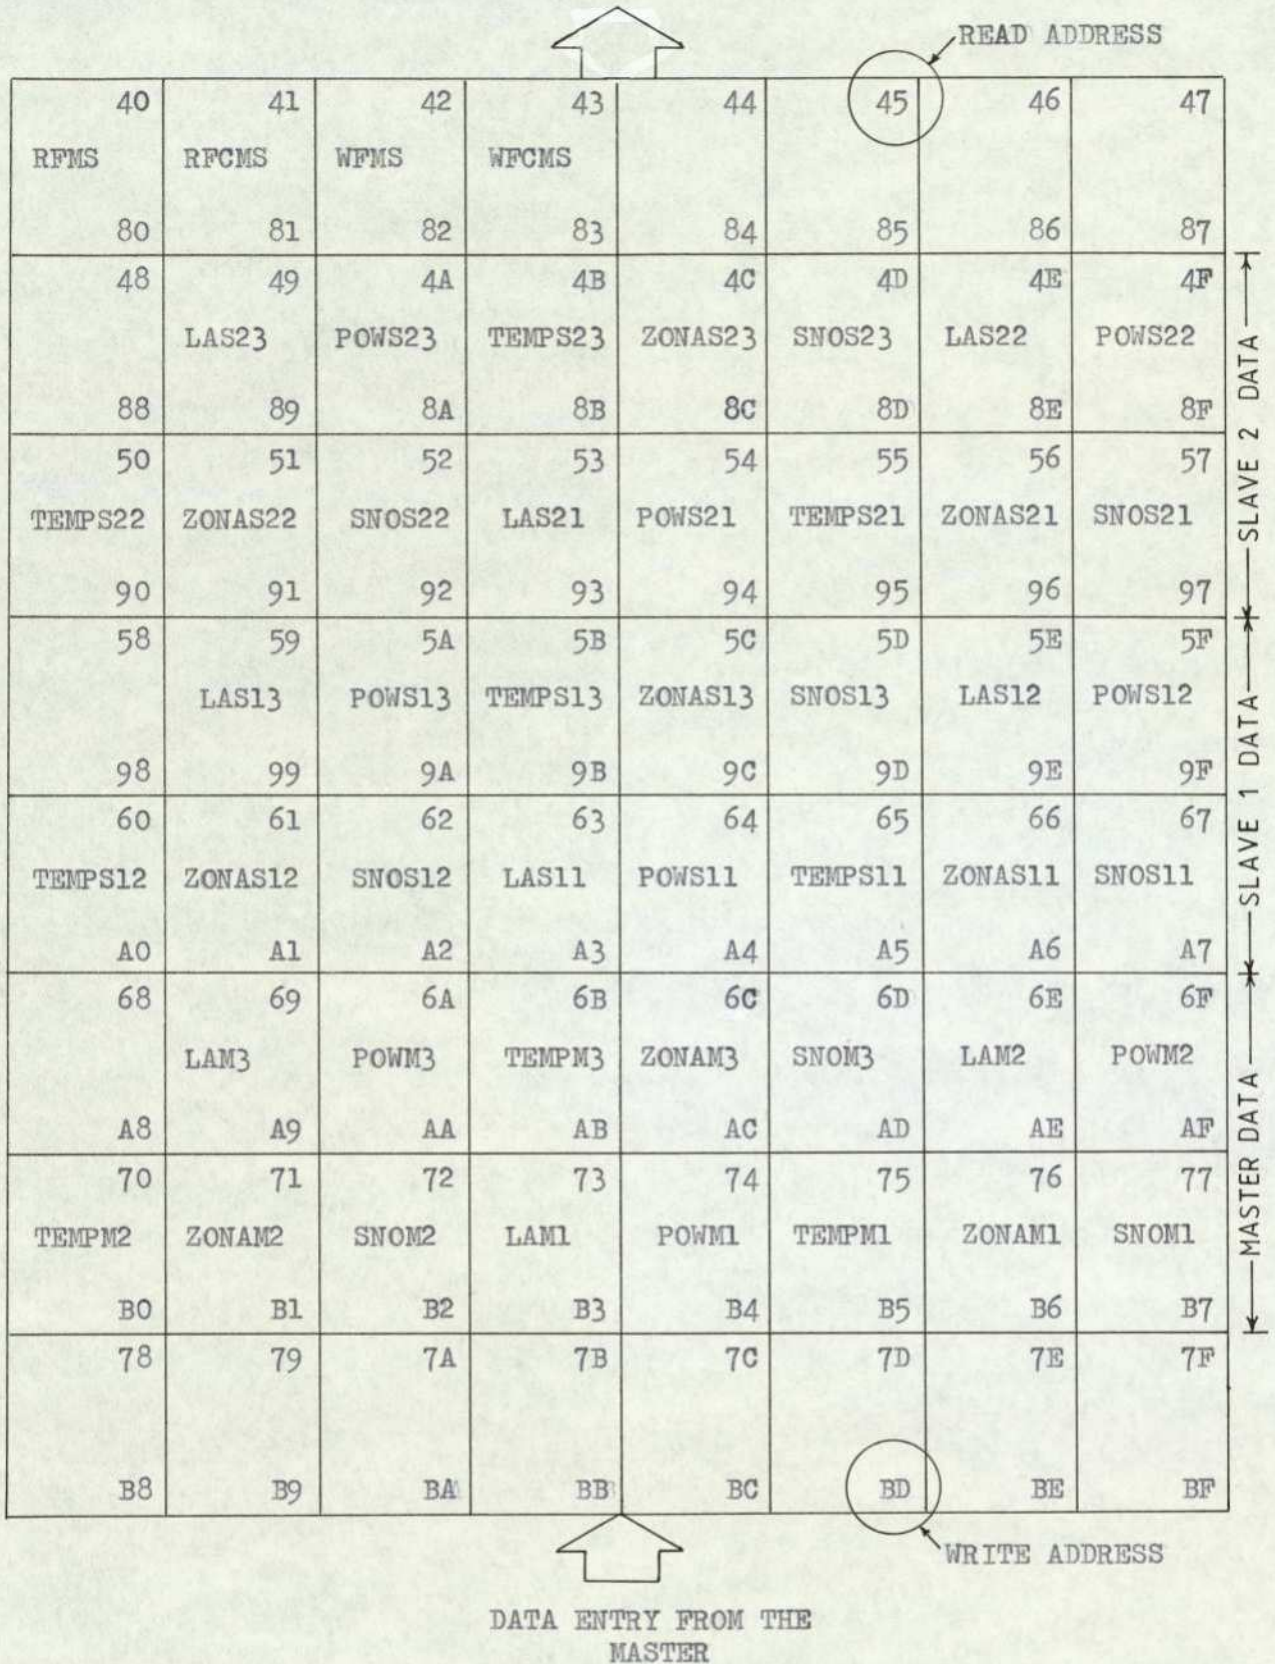 READ ADDRESS
40 41 42 43 44 45 46 47
RFMS RFCMS WFMS WFCMS
80 81 82 83 84 85 86 87
48 49 4A 4B 4C 4D 4E 4F
LAS23 POWS23 TEMPS23 ZONAS23 SNOS23 LAS22 POWS22
88 89 8A 8B 8C 8D 8E 8F
50 51 52 53 54 55 56 57
TEMPS22 ZONAS22 SNOS22 LAS21 POWS21 TEMPS21 ZONAS21 SNOS21
90 91 92 93 94 95 96 97
SLAVE 2 DATA
58 59 5A 5B 5C 5D 5E 5F
LAS13 POWS13 TEMPS13 ZONAS13 SNOS13 LAS12 POWS12
98 99 9A 9B 9C 9D 9E 9F
60 61 62 63 64 65 66 67
TEMPS12 ZONAS12 SNOS12 LAS11 POWS11 TEMPS11 ZONAS11 SNOS11
A0 A1 A2 A3 A4 A5 A6 A7
SLAVE 1 DATA
68 69 6A 6B 6C 6D 6E 6F
LAM3 POWM3 TEMPM3 ZONAM3 SNOM3 LAM2 POWM2
A8 A9 AA AB AC AD AE AF
70 71 72 73 74 75 76 77
TEMPM2 ZONAM2 SNOM2 LAM1 POWM1 TEMPM1 ZONAM1 SNOM1
B0 B1 B2 B3 B4 B5 B6 B7
MASTER DATA
78 79 7A 7B 7C 7D 7E 7F
B8 B9 BA BB BC BD BE BF
WRITE ADDRESS
DATA ENTRY FROM THE
MASTER